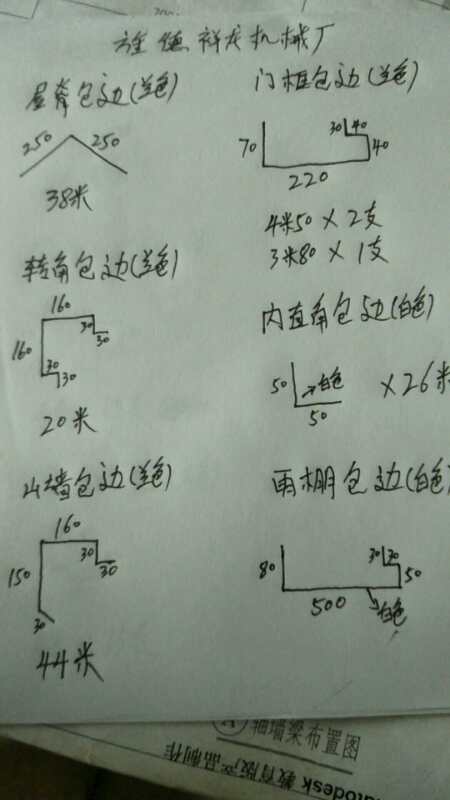 旌德祥龙机械厂
屋脊包边(兰色)
250 250
38米
转角包边(兰色)
160
160 30 30
30 30
20米
山墙包边(兰色)
160
150 30 30
30
44米
门框包边(兰色)
70 30 40 40
220
4米50 × 2支
3米80 × 1支
内直角包边(白色)
50 白色 × 26米
50
雨棚包边(白色)
80 30 30 50
500 白色
轴墙梁布置图
Autodesk 教育版产品制作